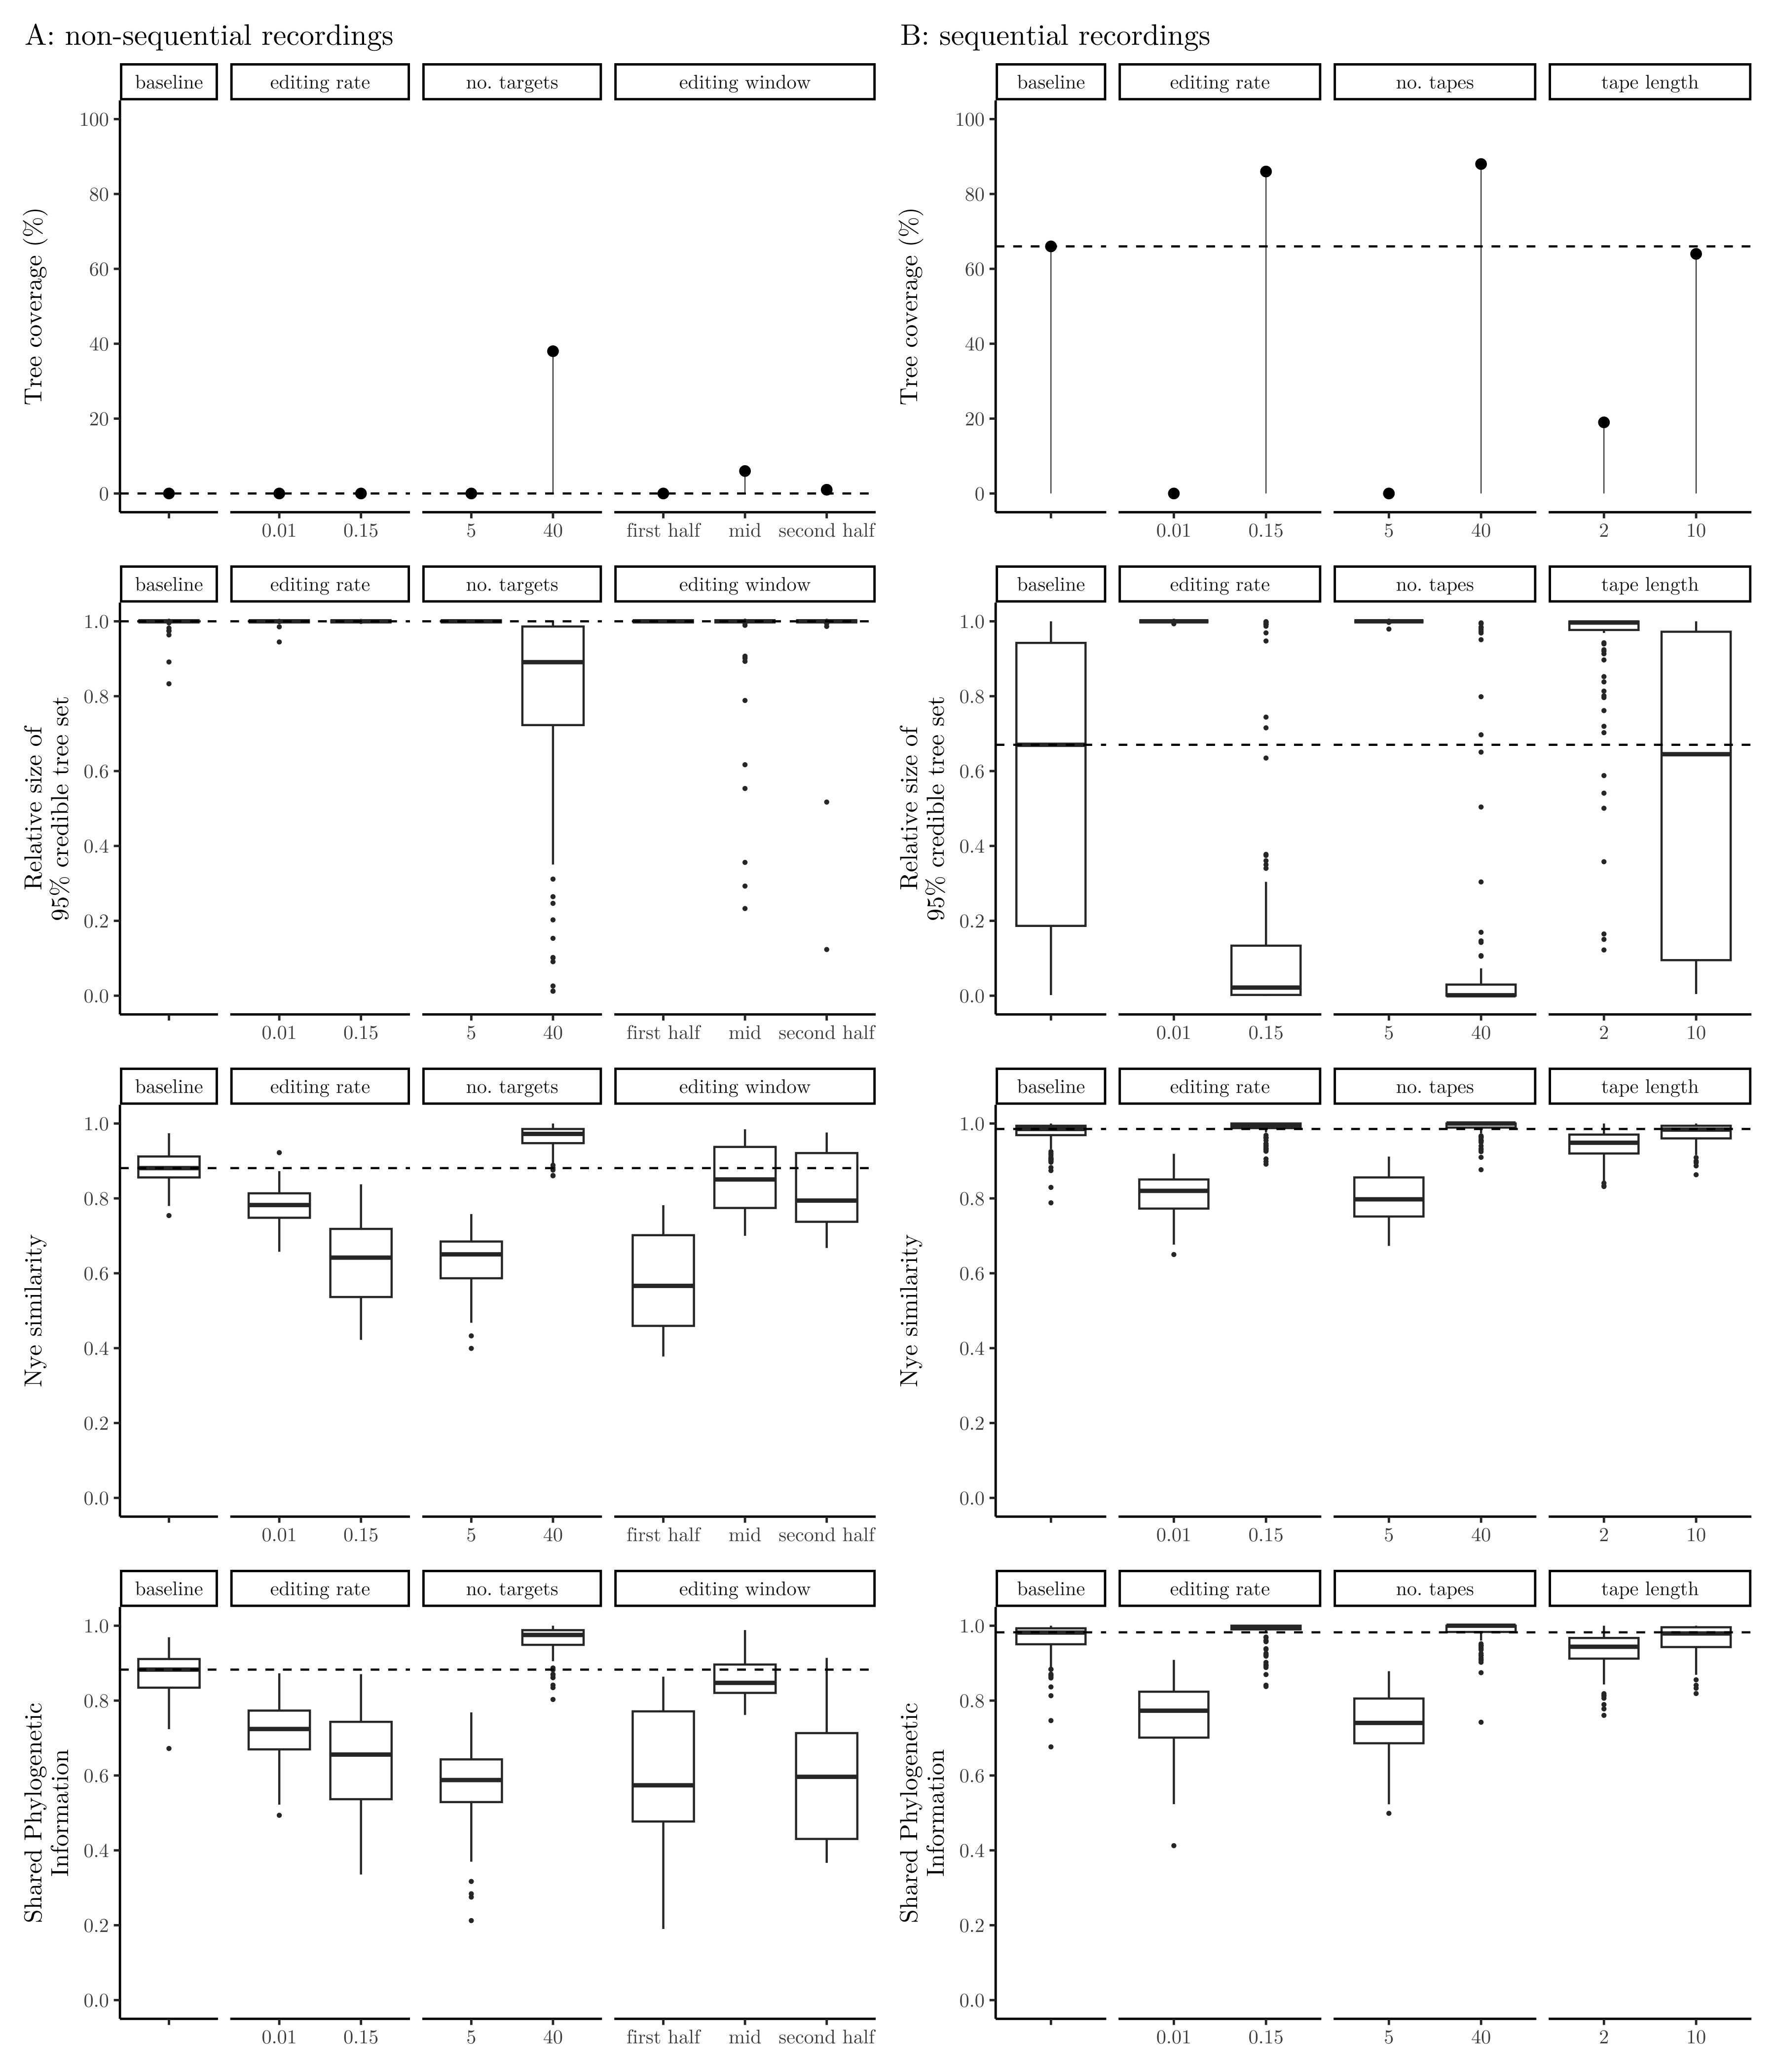 A: non-sequential recordings
baseline editing rate no. targets editing window
Tree coverage (%)
100
80
60
40
20
0
0.01 0.15 5 40 first half mid second half
baseline editing rate no. targets editing window
Relative size of
95% credible tree set
1.0
0.8
0.6
0.4
0.2
0.0
0.01 0.15 5 40 first half mid second half
baseline editing rate no. targets editing window
Nye similarity
1.0
0.8
0.6
0.4
0.2
0.0
0.01 0.15 5 40 first half mid second half
baseline editing rate no. targets editing window
Shared Phylogenetic
Information
1.0
0.8
0.6
0.4
0.2
0.0
0.01 0.15 5 40 first half mid second half
B: sequential recordings
baseline editing rate no. tapes tape length
Tree coverage (%)
100
80
60
40
20
0
0.01 0.15 5 40 2 10
baseline editing rate no. tapes tape length
Relative size of
95% credible tree set
1.0
0.8
0.6
0.4
0.2
0.0
0.01 0.15 5 40 2 10
baseline editing rate no. tapes tape length
Nye similarity
1.0
0.8
0.6
0.4
0.2
0.0
0.01 0.15 5 40 2 10
baseline editing rate no. tapes tape length
Shared Phylogenetic
Information
1.0
0.8
0.6
0.4
0.2
0.0
0.01 0.15 5 40 2 10